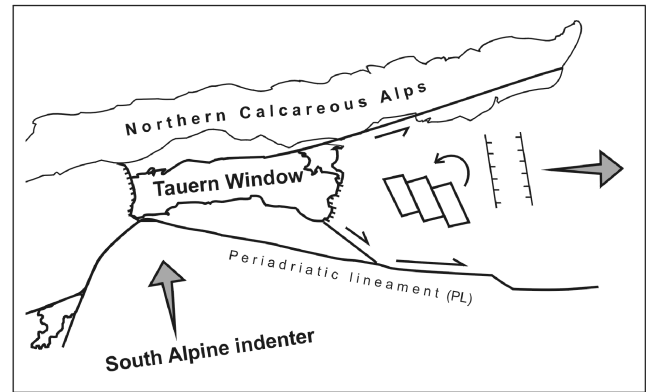 Northern Calcareous Alps
Tauern Window
Periadriatic lineament (PL)
South Alpine indenter